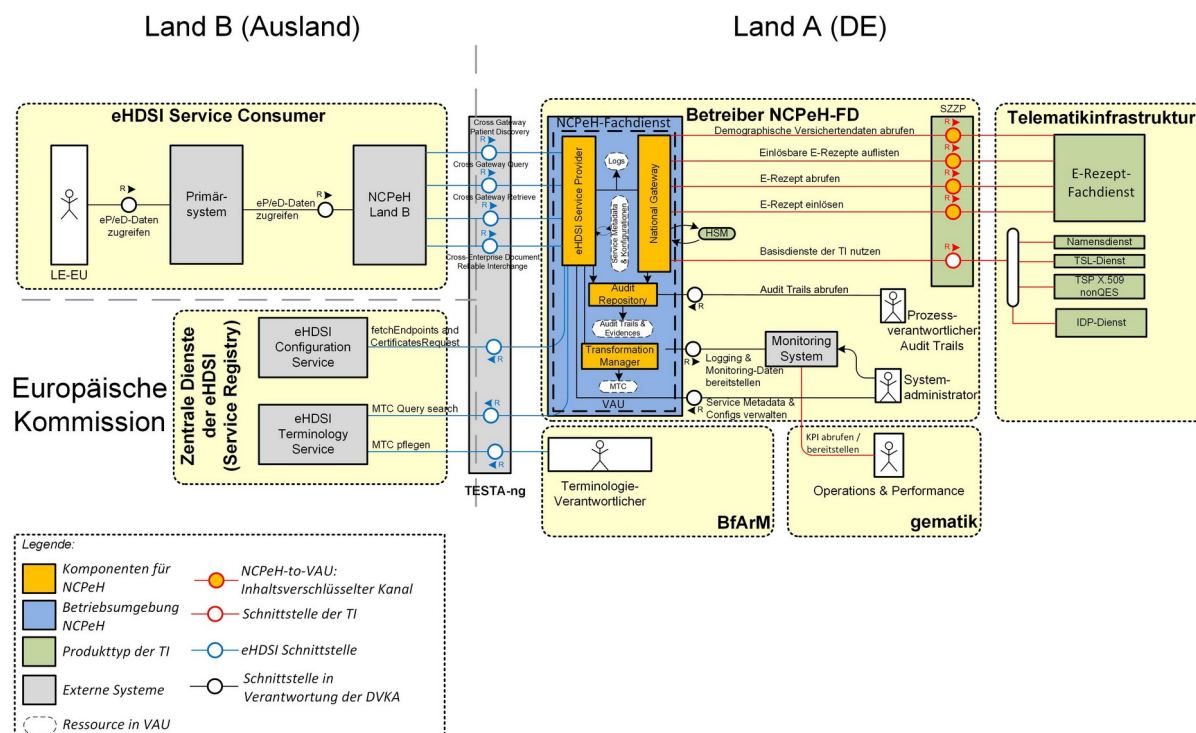 Land B (Ausland)
Land A (DE)
eHDSI Service Consumer
LE-EU
R
eP/eD-Daten
zugreifen
Primär-
system
R
eP/eD-Daten
zugreifen
NCPeH
Land B
Cross Gateway
Patient Discovery
R
Cross Gateway Query
R
Cross Gateway Retrieve
R
R
Cross-Enterprise Document
Reliable Interchange
Betreiber NCPeH-FD
NCPeH-Fachdienst
eHDSI Service Provider
Logs
Service Metadata
& Konfigurationen
National Gateway
HSM
Audit
Repository
Audit Trails &
Evidences
Transformation
Manager
MTC
VAU
SZZP
Demographische Versichertendaten abrufen
R
Einlösbare E-Rezepte auflisten
R
E-Rezept abrufen
R
E-Rezept einlösen
R
Basisdienste der TI nutzen
R
Audit Trails abrufen
R
Prozess-
verantwortlicher
Audit Trails
Monitoring
System
R
Logging &
Monitoring-Daten
bereitstellen
System-
administrator
R
Service Metadata
& Configs verwalten
Telematikinfrastruktur
E-Rezept-
Fachdienst
Namensdienst
TSL-Dienst
TSP X.509
nonQES
IDP-Dienst
Europäische
Kommission
Zentrale Dienste
der eHDSI
(Service Registry)
eHDSI
Configuration
Service
fetchEndpoints and
CertificatesRequest
R
eHDSI
Terminology
Service
MTC Query search
R
MTC pflegen
R
TESTA-ng
Terminologie-
Verantwortlicher
BfArM
KPI abrufen /
bereitstellen
Operations & Performance
gematik
Legende:
Komponenten für
NCPeH
NCPeH-to-VAU:
Inhaltsverschlüsselter Kanal
Betriebsumgebung
NCPeH
Schnittstelle der TI
Produkttyp der TI
eHDSI Schnittstelle
Externe Systeme
Schnittstelle in
Verantwortung der DVKA
Ressource in VAU